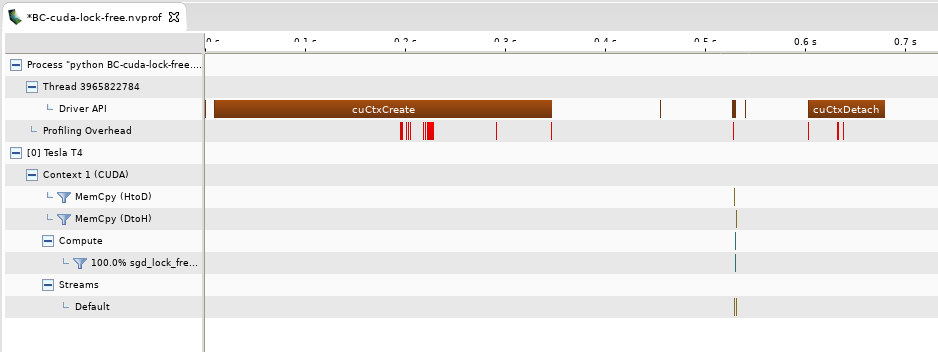 *BC-cuda-lock-free.nvprof
0 s 0.1 s 0.2 s 0.3 s 0.4 s 0.5 s 0.6 s 0.7 s
Process "python BC-cuda-lock-free....
Thread 3965822784
Driver API cuCtxCreate cuCtxDetach
Profiling Overhead
[0] Tesla T4
Context 1 (CUDA)
MemCpy (HtoD)
MemCpy (DtoH)
Compute
100.0% sgd_lock_fre...
Streams
Default